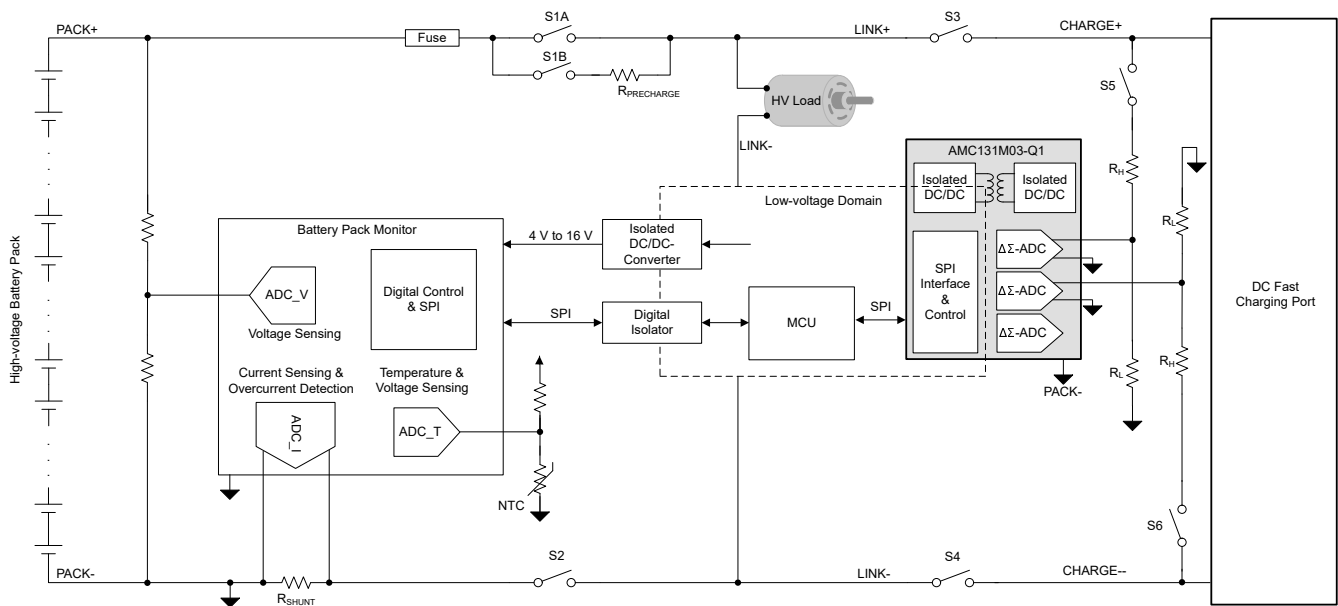 PACK+
Fuse
S1A
S1B
RPRECHARGE
LINK+
S3
CHARGE+
S5
HV Load
LINK-
AMC131M03-Q1
Isolated
DC/DC
Isolated
DC/DC
RH
RL
High-voltage Battery Pack
Low-voltage Domain
Battery Pack Monitor
4 V to 16 V
Isolated
DC/DC-
Converter
ADC_V
Voltage Sensing
Digital Control
& SPI
SPI
Digital
Isolator
MCU
SPI
SPI
Interface
&
Control
ΔΣ-ADC
ΔΣ-ADC
ΔΣ-ADC
DC Fast
Charging Port
Current Sensing &
Overcurrent Detection
Temperature &
Voltage Sensing
ADC_I
ADC_T
NTC
PACK-
RL
RH
S6
PACK-
RSHUNT
S2
LINK-
S4
CHARGE--